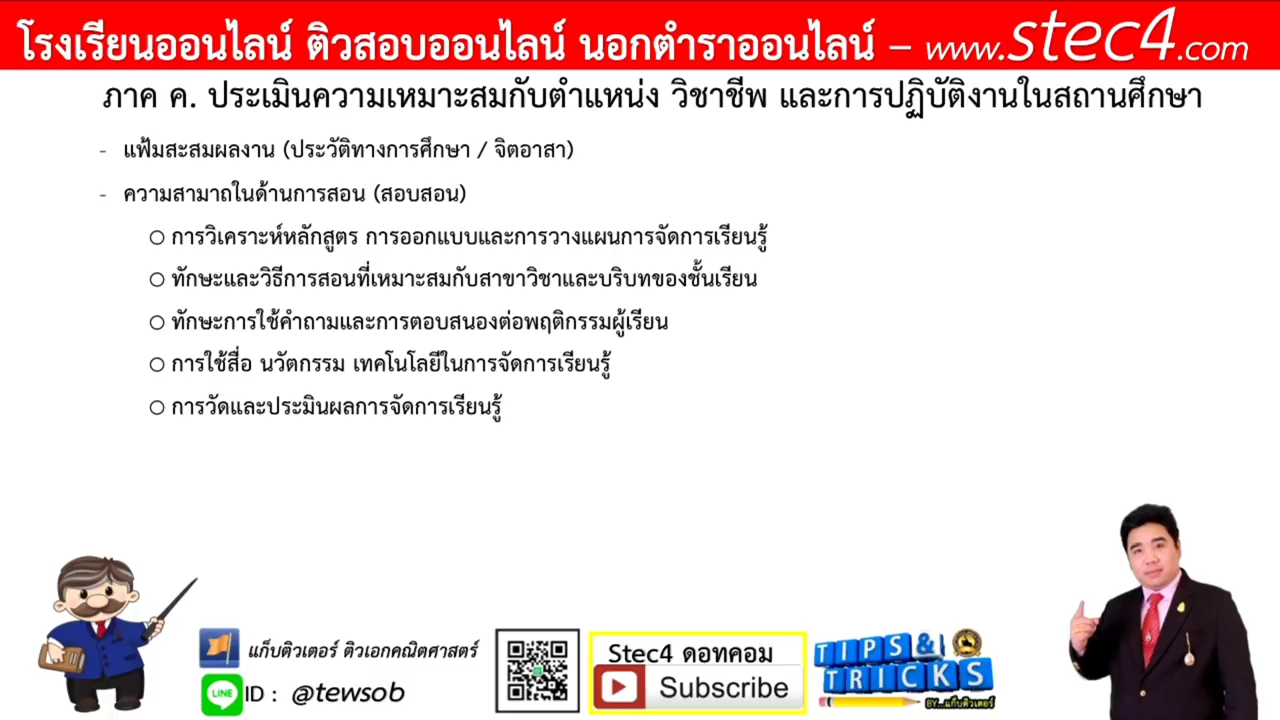 โรงเรียนออนไลน์ ติวสอบออนไลน์ นอกตำราออนไลน์ – www.stec4.com
ภาค ค. ประเมินความเหมาะสมกับตำแหน่ง วิชาชีพ และการปฏิบัติงานในสถานศึกษา
- แฟ้มสะสมผลงาน (ประวัติทางการศึกษา / จิตอาสา)
- ความสามาถในด้านการสอน (สอบสอน)
○ การวิเคราะห์หลักสูตร การออกแบบและการวางแผนการจัดการเรียนรู้
○ ทักษะและวิธีการสอนที่เหมาะสมกับสาขาวิชาและบริบทของชั้นเรียน
○ ทักษะการใช้คำถามและการตอบสนองต่อพฤติกรรมผู้เรียน
○ การใช้สื่อ นวัตกรรม เทคโนโลยีในการจัดการเรียนรู้
○ การวัดและประมินผลการจัดการเรียนรู้
แก็บติวเตอร์ ติวเอกคณิตศาสตร์
LINE ID : @tewsob
Stec4 ดอทคอม
Subscribe
TIPS &
TRICKS
BY...แก็บติวเตอร์